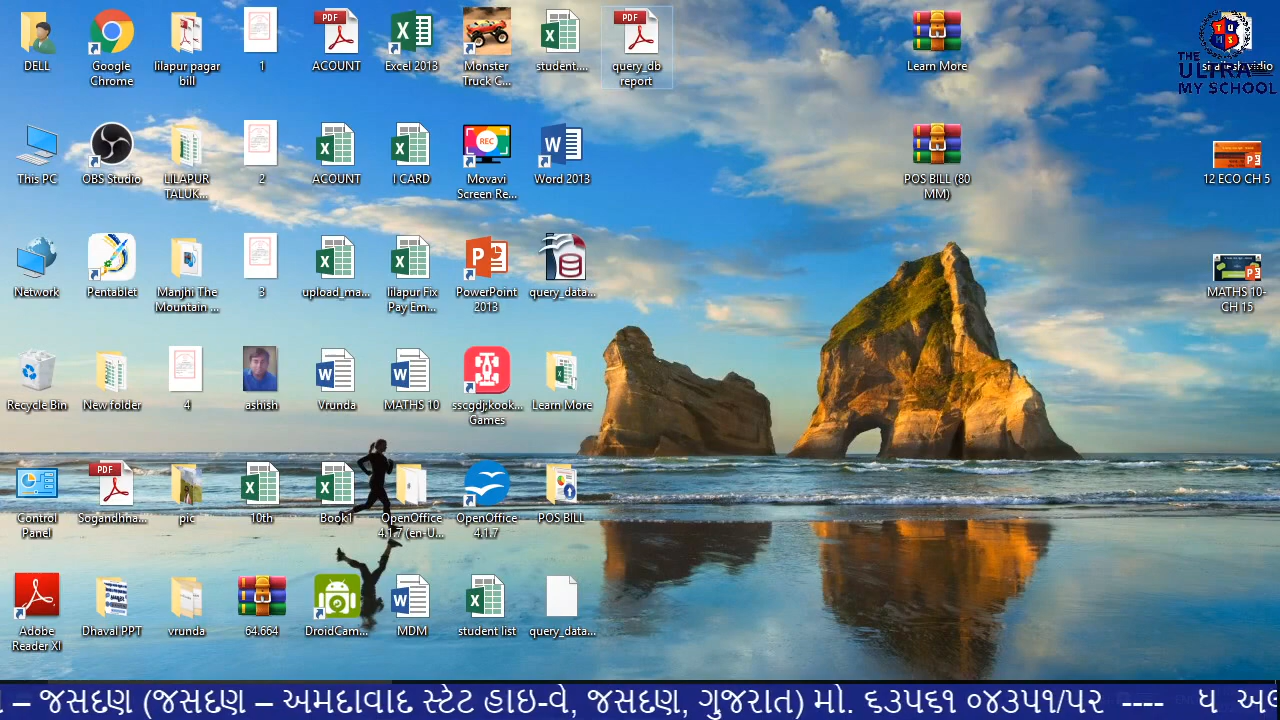 DELL
Google Chrome
lilapur pagar bill
1
ACOUNT
Excel 2013
Monster Truck C...
student....
query_db report
Learn More
THE ULTRA MY SCHOOL
This PC
OBS Studio
LILAPUR TALUK...
2
ACOUNT
I CARD
Movavi Screen Re...
Word 2013
POS BILL (80 MM)
12 ECO CH 5
Network
Pentablet
Manjhi The Mountain ...
3
upload_ma...
lilapur Fix Pay Em...
PowerPoint 2013
query_data...
MATHS 10- CH 15
Recycle Bin
New folder
4
ashish
Vrunda
MATHS 10
sscgdj;kook... Games
Learn More
Control Panel
Sogandhha...
pic
10th
Book1
OpenOffice 4.1.7 (en-U...
OpenOffice 4.1.7
POS BILL
Adobe Reader XI
Dhaval PPT
vrunda
64.664
DroidCam...
MDM
student list
query_data...
– જસદણ (જસદણ – અમદાવાદ સ્ટેટ હાઇ-વે, જસદણ, ગુજરાત) મો. ૬૩૫૬૧ ૦૪૩૫૧/૫૨ ---- ધ